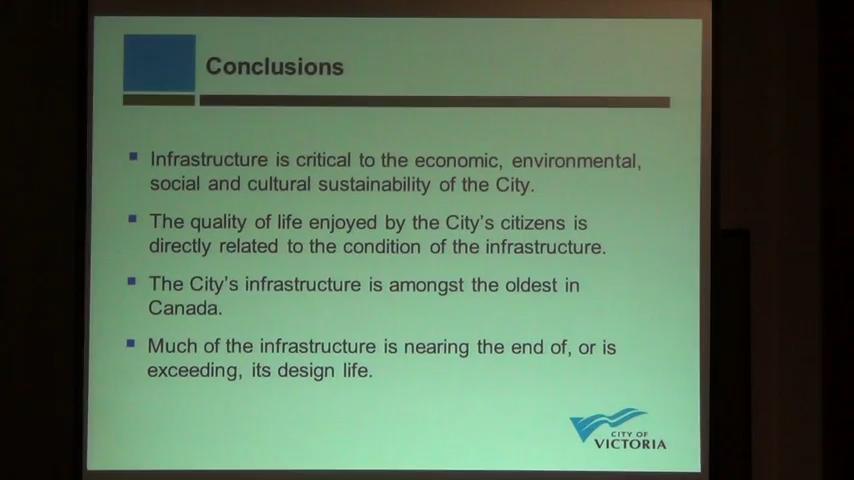 Conclusions
Infrastructure is critical to the economic, environmental,
social and cultural sustainability of the City.
The quality of life enjoyed by the City's citizens is
directly related to the condition of the infrastructure.
The City's infrastructure is amongst the oldest in
Canada.
Much of the infrastructure is nearing the end of, or is
exceeding, its design life.
CITY OF
VICTORIA